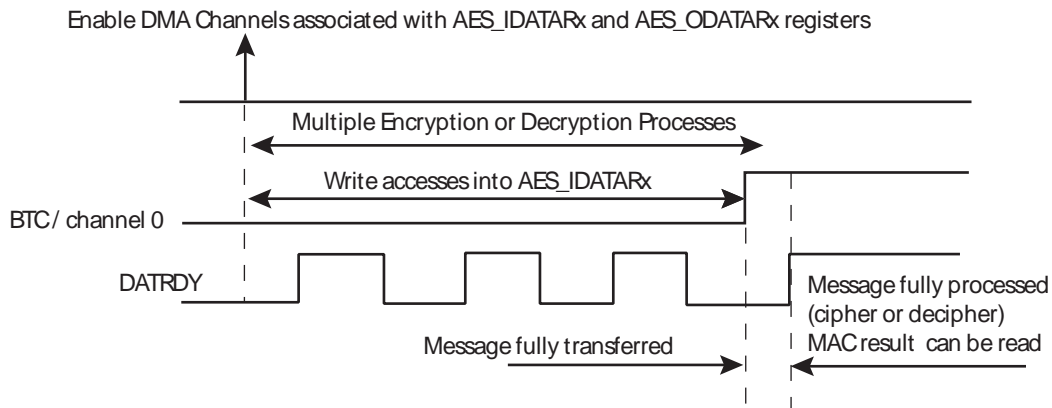 Enable DMA Channels associated with AES_IDATARx and AES_ODATARx registers
Multiple Encryption or Decryption Processes
Write accesses into AES_IDATARx
BTC / channel 0
DATRDY
Message fully processed
(cipher or decipher)
MAC result can be read
Message fully transferred